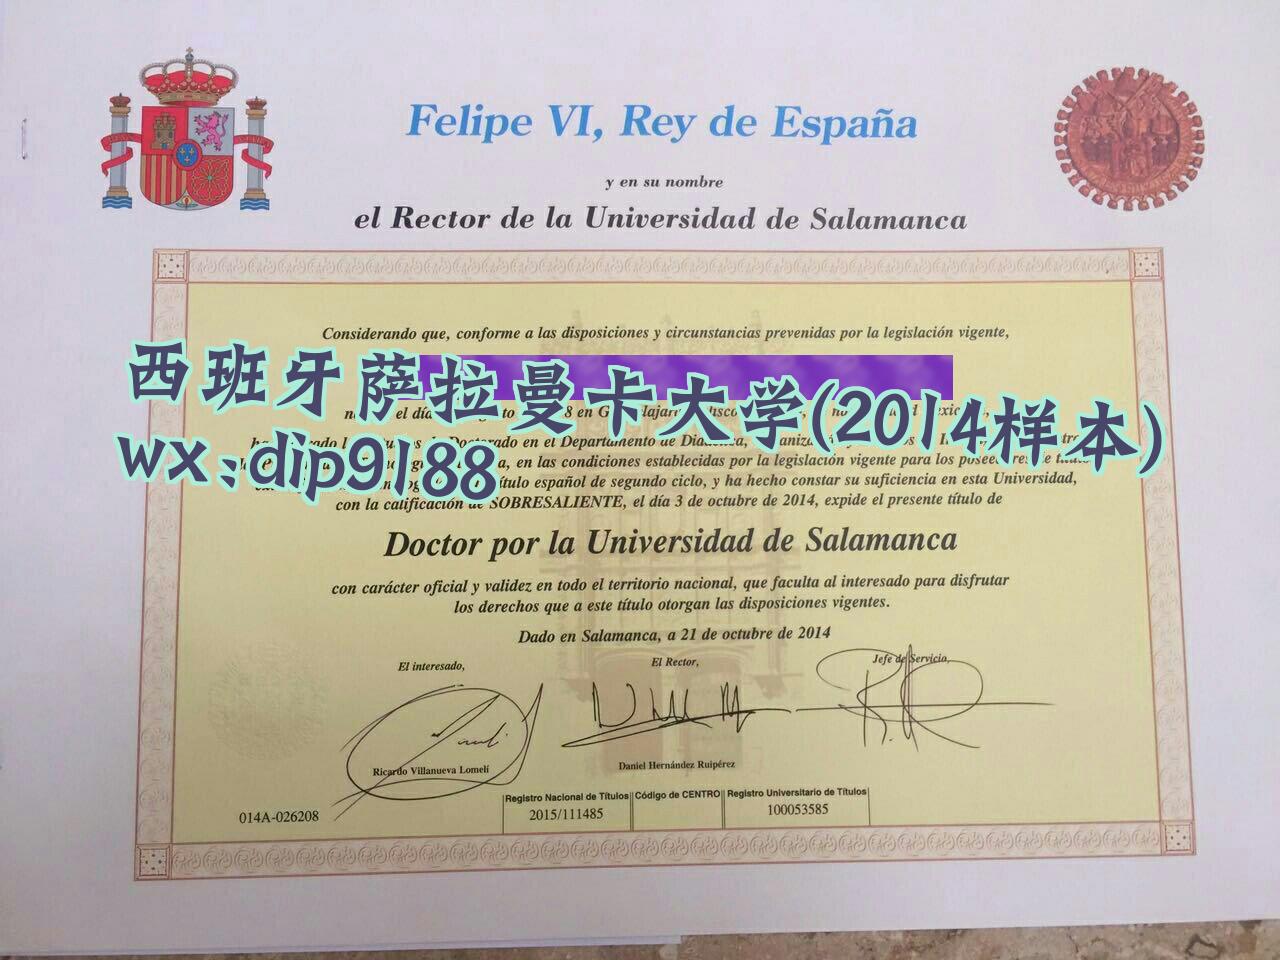 Felipe VI, Rey de España
y en su nombre
el Rector de la Universidad de Salamanca
Considerando que, conforme a las disposiciones y circunstancias prevenidas por la legislación vigente,
西班牙萨拉曼卡大学(2014样本)
wx:dip9188
el día 8 en
en el Departamento de
en las condiciones establecidas por la legislación vigente para los
título español de segundo ciclo, y ha hecho constar su suficiencia en esta Universidad,
con la calificación de SOBRESALIENTE, el día 3 de octubre de 2014, expide el presente título de
Doctor por la Universidad de Salamanca
con carácter oficial y validez en todo el territorio nacional, que faculta al interesado para disfrutar
los derechos que a este título otorgan las disposiciones vigentes.
Dado en Salamanca, a 21 de octubre de 2014
El interesado, El Rector, Jefe de Servicio,
Ricardo Villanueva Lomelí Daniel Hernández Ruipérez
Registro Nacional de Títulos Código de CENTRO Registro Universitario de Títulos
014A-026208 2015/111485 100053585